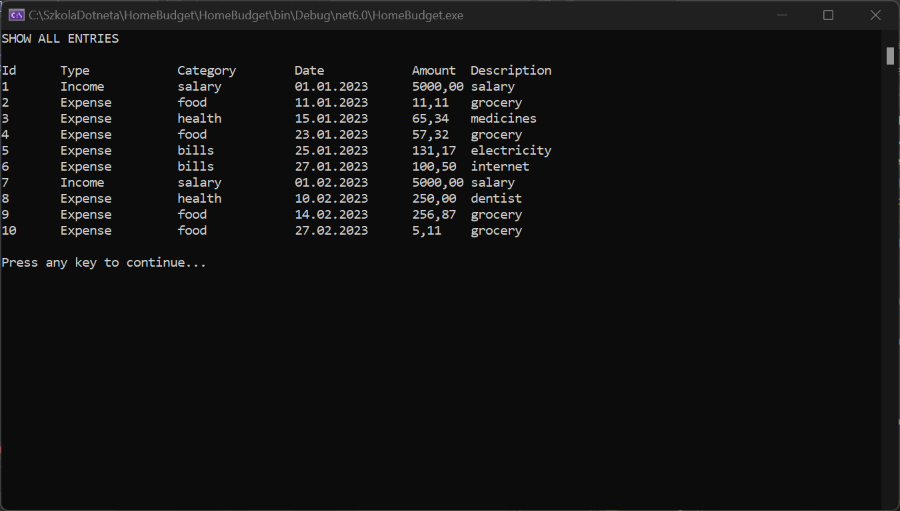 C:\SzkolaDotneta\HomeBudget\HomeBudget\bin\Debug\net6.0\HomeBudget.exe
SHOW ALL ENTRIES
Id Type Category Date Amount Description
1 Income salary 01.01.2023 5000,00 salary
2 Expense food 11.01.2023 11,11 grocery
3 Expense health 15.01.2023 65,34 medicines
4 Expense food 23.01.2023 57,32 grocery
5 Expense bills 25.01.2023 131,17 electricity
6 Expense bills 27.01.2023 100,50 internet
7 Income salary 01.02.2023 5000,00 salary
8 Expense health 10.02.2023 250,00 dentist
9 Expense food 14.02.2023 256,87 grocery
10 Expense food 27.02.2023 5,11 grocery
Press any key to continue...